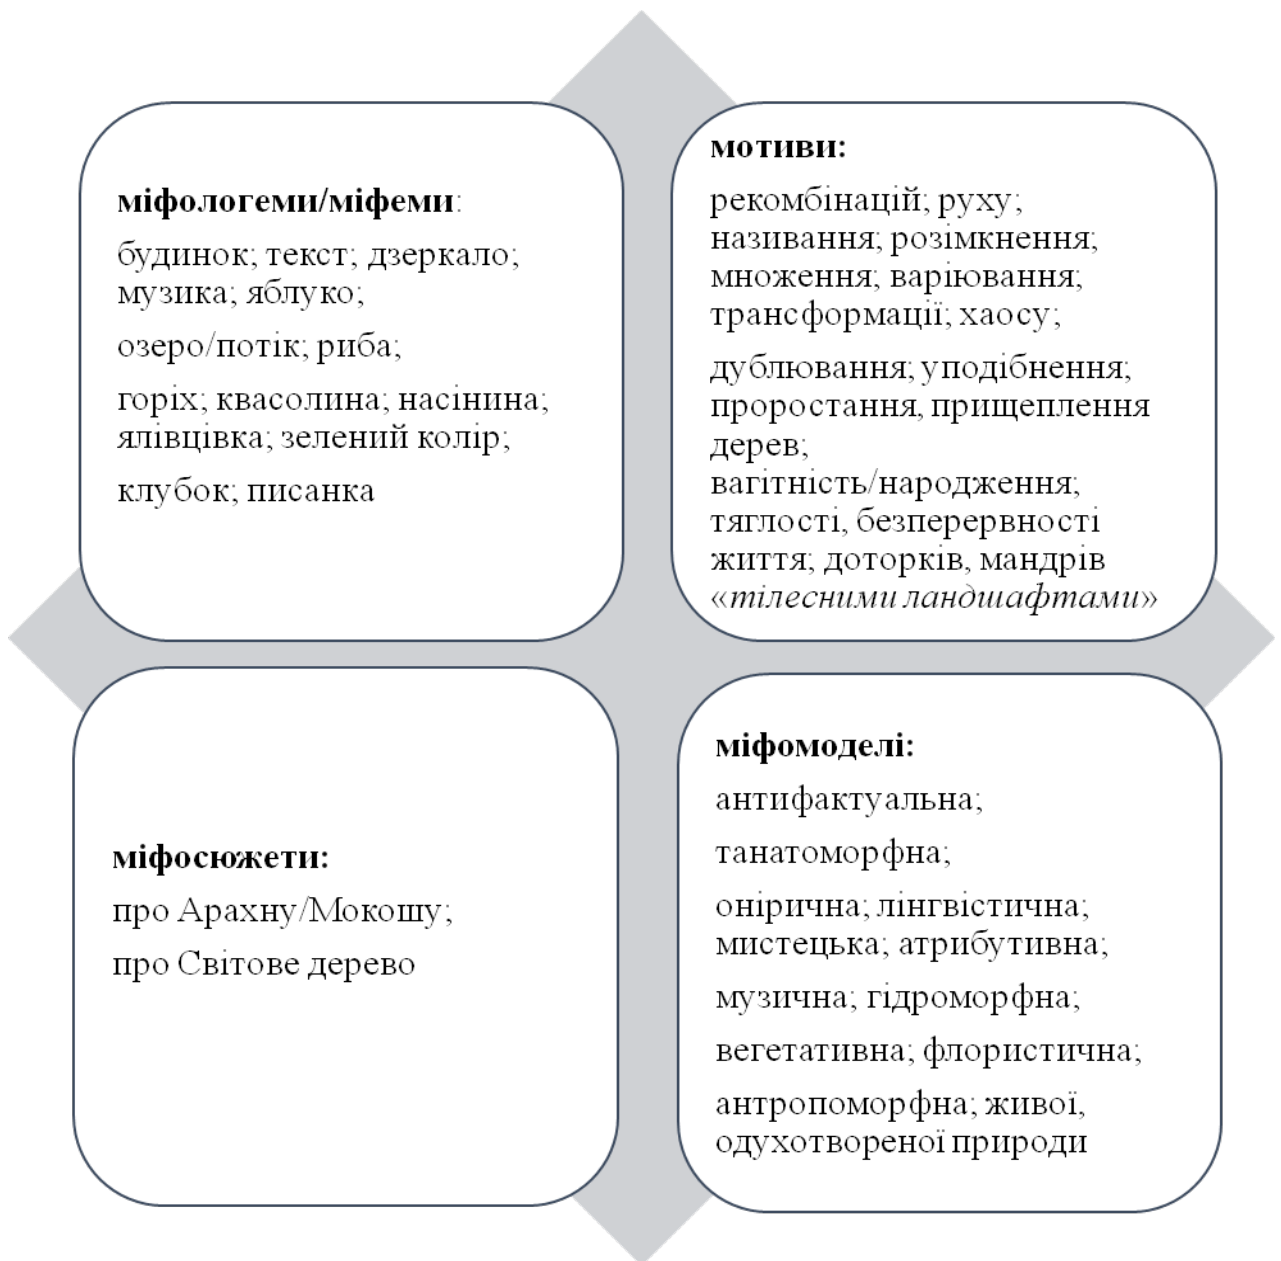 міфологеми/міфеми:
будинок; текст; дзеркало;
музика; яблуко;
озеро/потік; риба;
горіх; квасолина; насінина;
ялівцівка; зелений колір;
клубок; писанка
мотиви:
рекомбінацій; руху;
називання; розімкнення;
множення; варіювання;
трансформації; хаосу;
дублювання; уподібнення;
проростання, прищеплення
дерев;
вагітність/народження;
тяглості, безперервності
життя; доторків, мандрів
«тілесними ландшафтами»
міфосюжети:
про Арахну/Мокошу;
про Світове дерево
міфомоделі:
антифактуальна;
танатоморфна;
онірична; лінгвістична;
мистецька; атрибутивна;
музична; гідроморфна;
вегетативна; флористична;
антропоморфна; живої,
одухотвореної природи